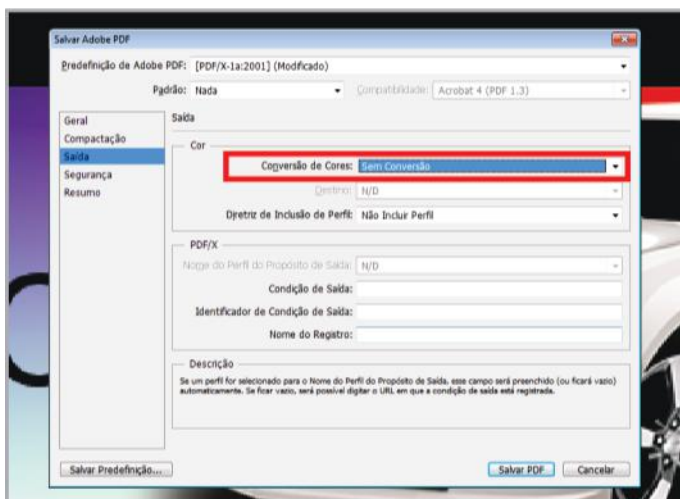 Salvar Adobe PDF
Predefinição de Adobe PDF: [PDF/X-1a:2001] (Modificado)
Padrão: Nada Compatibilidade: Acrobat 4 (PDF 1.3)
Geral
Compactação
Saída
Segurança
Resumo
Saída
Cor
Conversão de Cores: Sem Conversão
Destino: N/D
Diretriz de Inclusão de Perfil: Não Incluir Perfil
PDF/X
Nome do Perfil do Propósito de Saída: N/D
Condição de Saída:
Identificador de Condição de Saída:
Nome do Registro:
Descrição
Se um perfil for selecionado para o Nome do Perfil do Propósito de Saída, esse campo será preenchido (ou ficará vazio)
automaticamente. Se ficar vazio, será possível digitar o URL em que a condição de saída está registrada.
Salvar Predefinição... Salvar PDF Cancelar